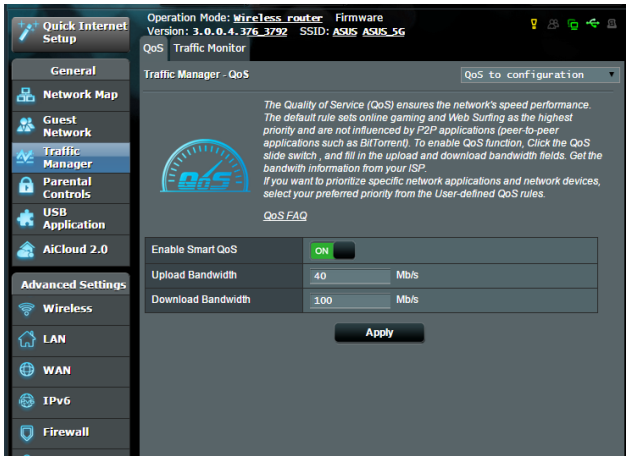 Quick Internet
Setup
Operation Mode: Wireless router Firmware
Version: 3.0.0.4.376_3792 SSID: ASUS ASUS_5G
QoS Traffic Monitor
General
Network Map
Guest
Network
Traffic
Manager
Parental
Controls
USB
Application
AiCloud 2.0
Advanced Settings
Wireless
LAN
WAN
IPv6
Firewall
Traffic Manager - QoS
QoS to configuration
QoS
The Quality of Service (QoS) ensures the network's speed performance.
The default rule sets online gaming and Web Surfing as the highest
priority and are not influenced by P2P applications (peer-to-peer
applications such as BitTorrent). To enable QoS function, Click the QoS
slide switch , and fill in the upload and download bandwidth fields. Get the
bandwith information from your ISP.
If you want to prioritize specific network applications and network devices,
select your preferred priority from the User-defined QoS rules.
QoS FAQ
Enable Smart QoS ON
Upload Bandwidth 40 Mb/s
Download Bandwidth 100 Mb/s
Apply